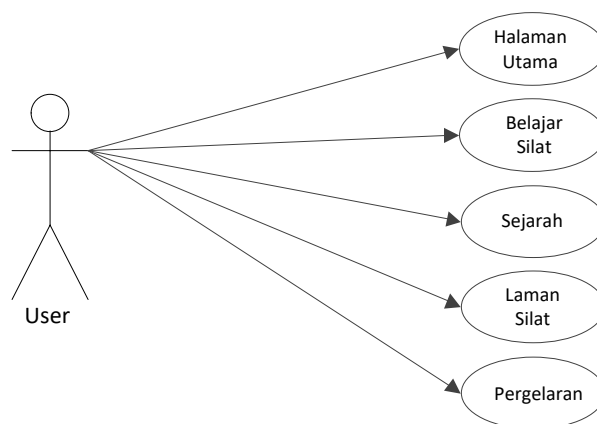 Halaman
Utama
Belajar
Silat
Sejarah
User
Laman
Silat
Pergelaran